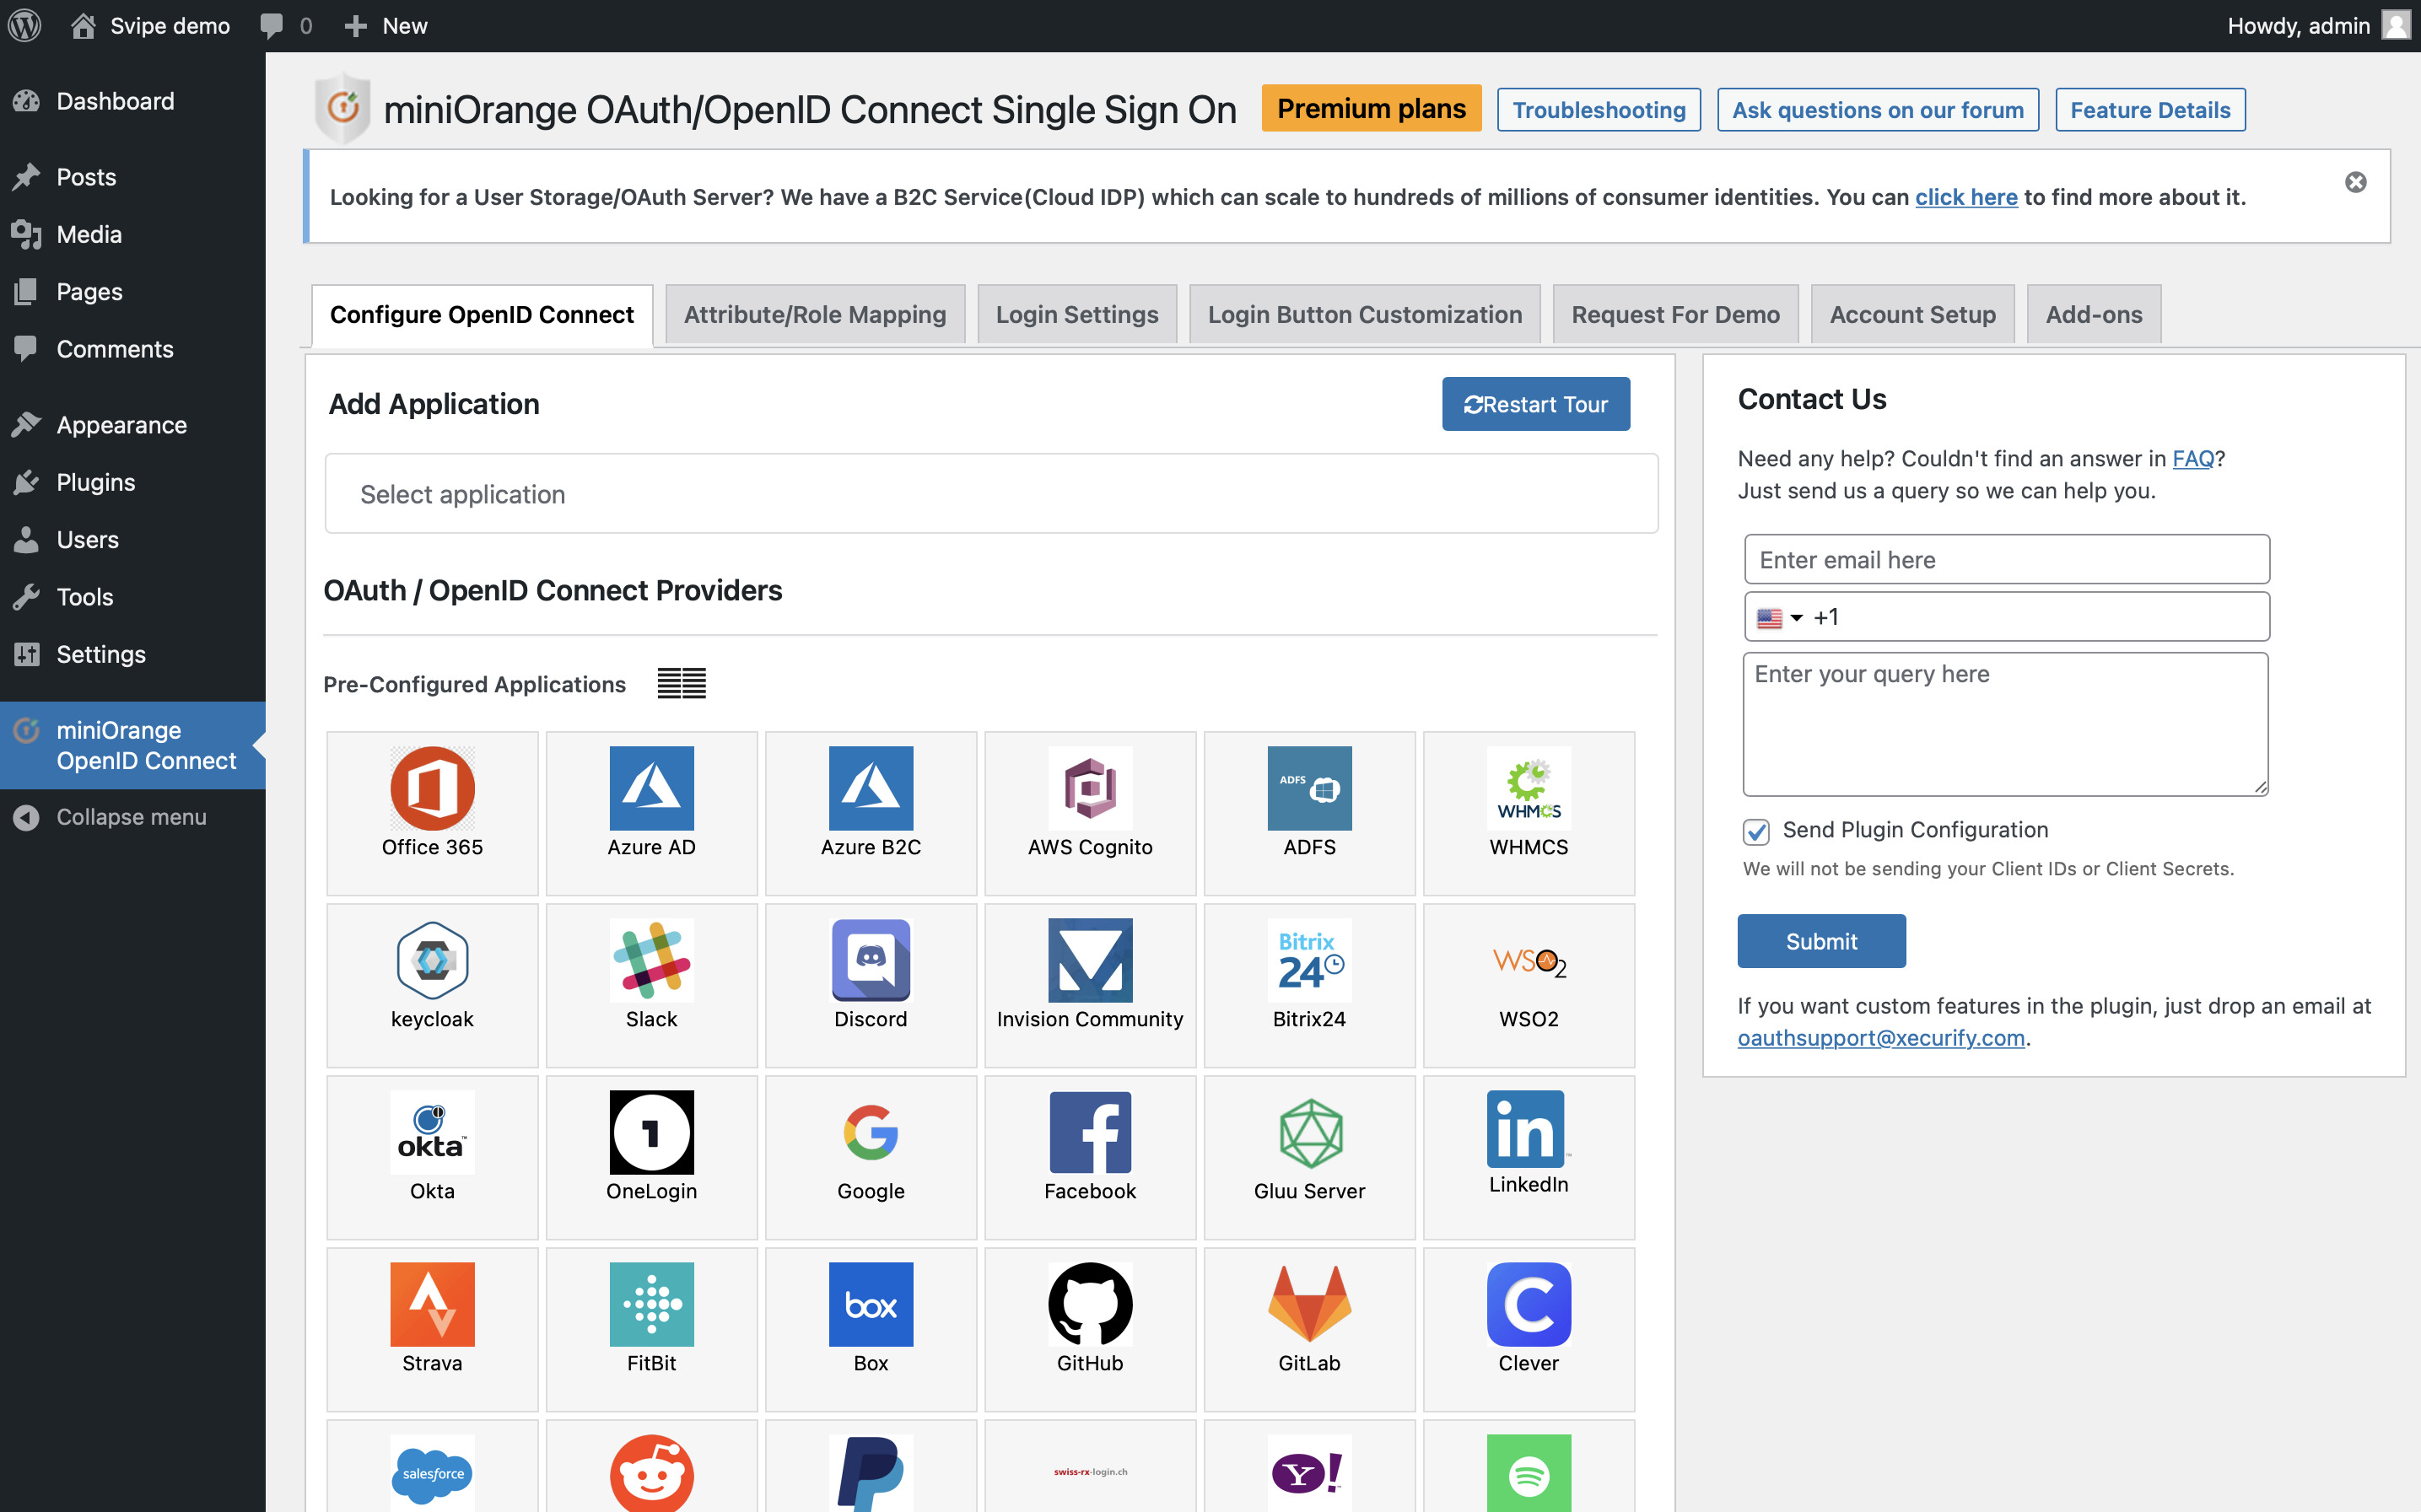 Svipe demo
0
New
Howdy, admin
Dashboard
Posts
Media
Pages
Comments
Appearance
Plugins
Users
Tools
Settings
miniOrange
OpenID Connect
Collapse menu
miniOrange OAuth/OpenID Connect Single Sign On
Premium plans
Troubleshooting
Ask questions on our forum
Feature Details
Looking for a User Storage/OAuth Server? We have a B2C Service(Cloud IDP) which can scale to hundreds of millions of consumer identities. You can click here to find more about it.
Configure OpenID Connect
Attribute/Role Mapping
Login Settings
Login Button Customization
Request For Demo
Account Setup
Add-ons
Add Application
Restart Tour
Select application
OAuth / OpenID Connect Providers
Pre-Configured Applications
Office 365
Azure AD
Azure B2C
AWS Cognito
ADFS
ADFS
WHMCS
WHMCS
keycloak
Slack
Discord
Invision Community
Bitrix
24
Bitrix24
WSO2
WSO2
okta™
Okta
1
OneLogin
Google
Facebook
Gluu Server
in
LinkedIn
Strava
FitBit
box
Box
GitHub
GitLab
C
Clever
salesforce
swiss-rx-login.ch
Y!
Contact Us
Need any help? Couldn't find an answer in FAQ?
Just send us a query so we can help you.
Enter email here
+1
Enter your query here
Send Plugin Configuration
We will not be sending your Client IDs or Client Secrets.
Submit
If you want custom features in the plugin, just drop an email at
oauthsupport@xecurify.com.